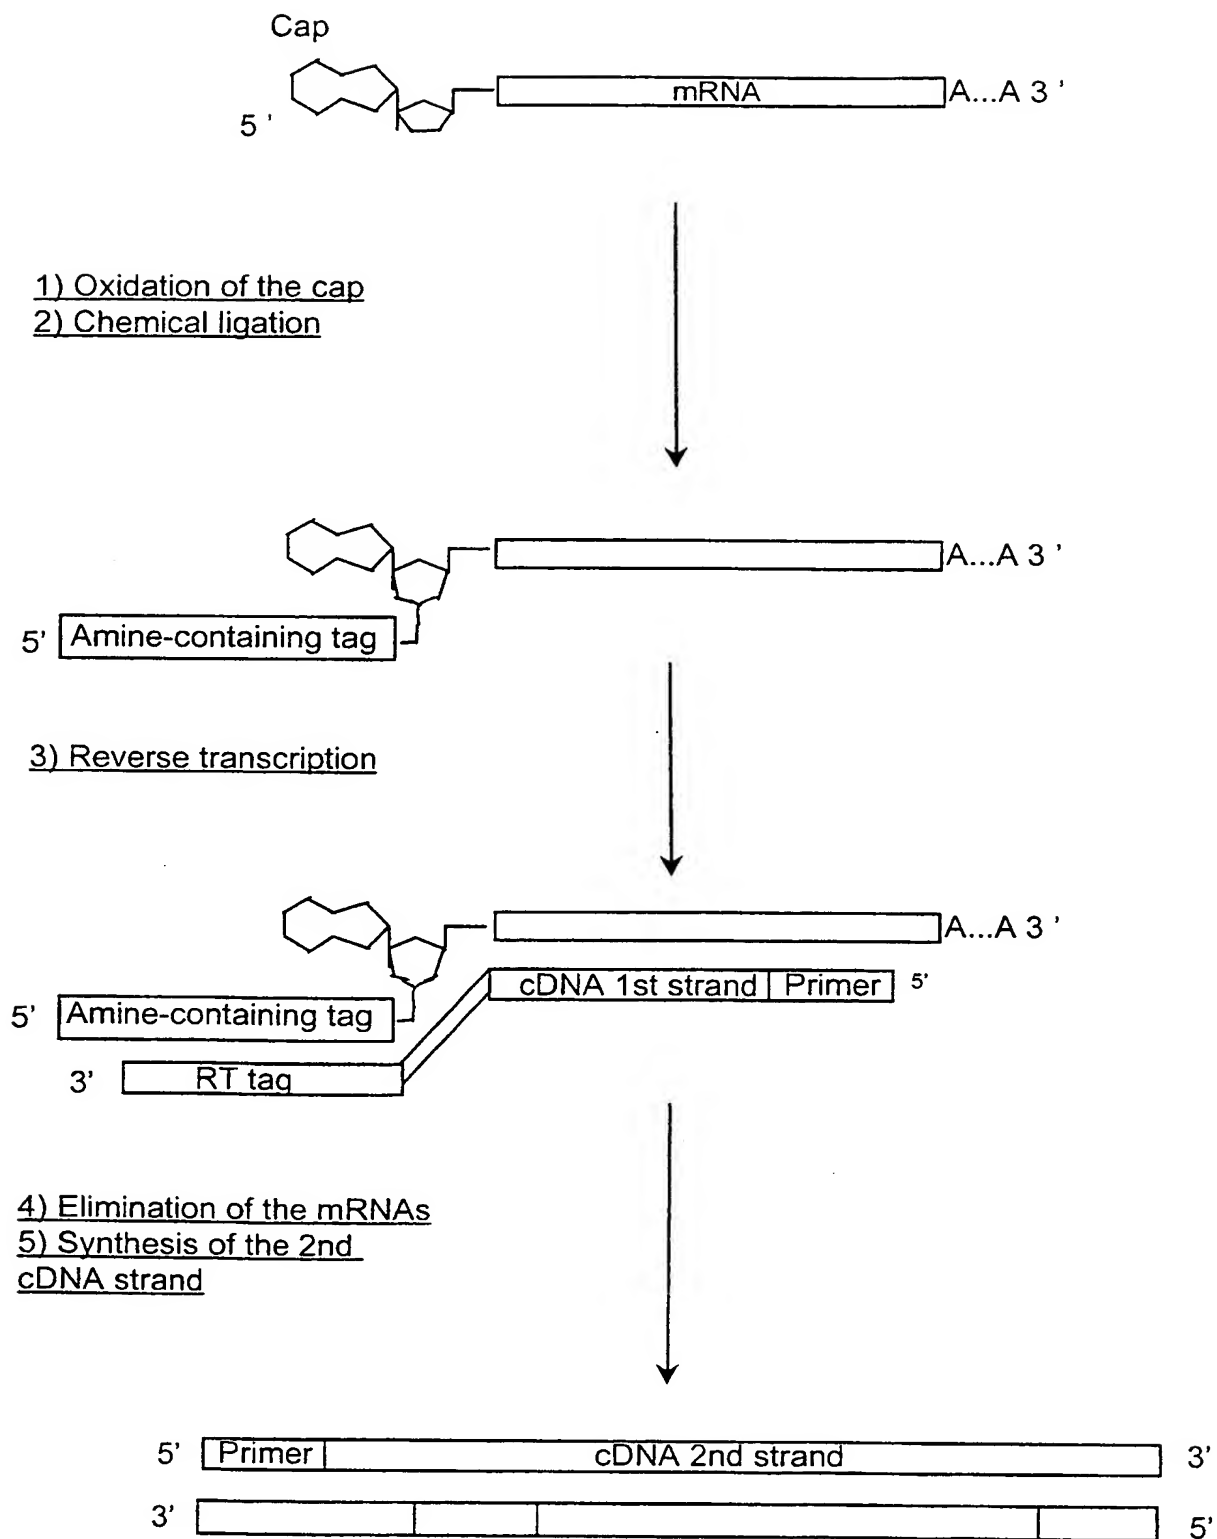 Cap
mRNA
A...A 3 '
5 '
1) Oxidation of the cap
2) Chemical ligation
A...A 3 '
5' Amine-containing tag
3) Reverse transcription
A...A 3 '
cDNA 1st strand Primer 5'
5' Amine-containing tag
3' RT tag
4) Elimination of the mRNAs
5) Synthesis of the 2nd
cDNA strand
5' Primer cDNA 2nd strand 3'
3' 5'